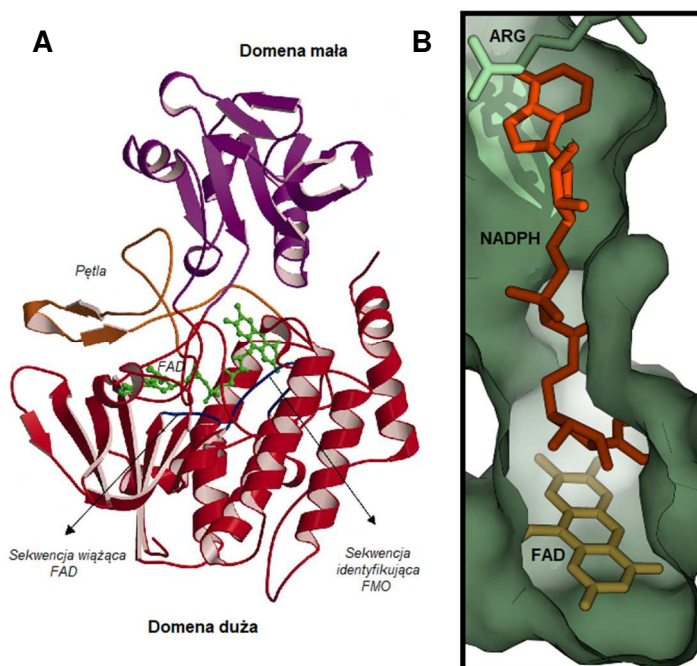 A
Domena mała
Pętla
FAD
Sekwencja wiążąca
FAD
Sekwencja
identyfikująca
FMO
Domena duża
B
ARG
NADPH
FAD